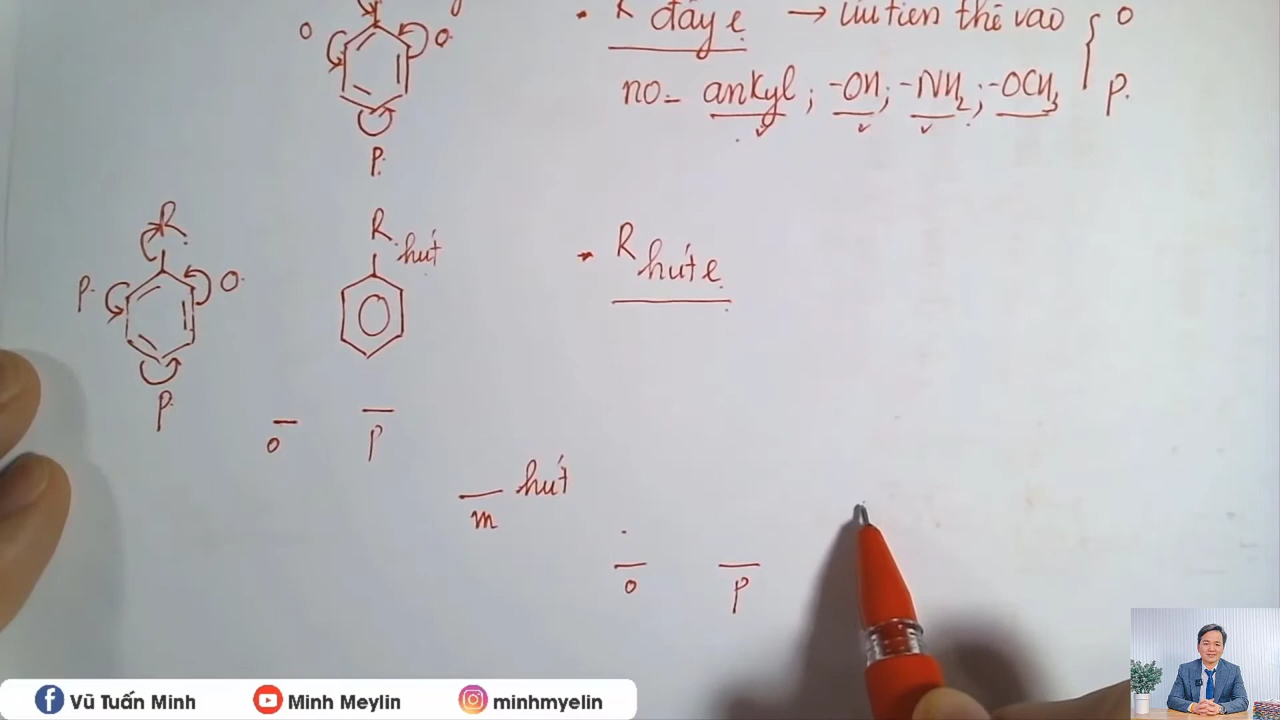 • R đẩy e → ưu tiên thế vào { O
no- ankyl ; -OH; -NH2; -OCH3 P.
O O.
P.
R
P. O.
P.
R hút
• R hút e
O P
hút
m
O P
Vũ Tuấn Minh Minh Meylin minhmyelin